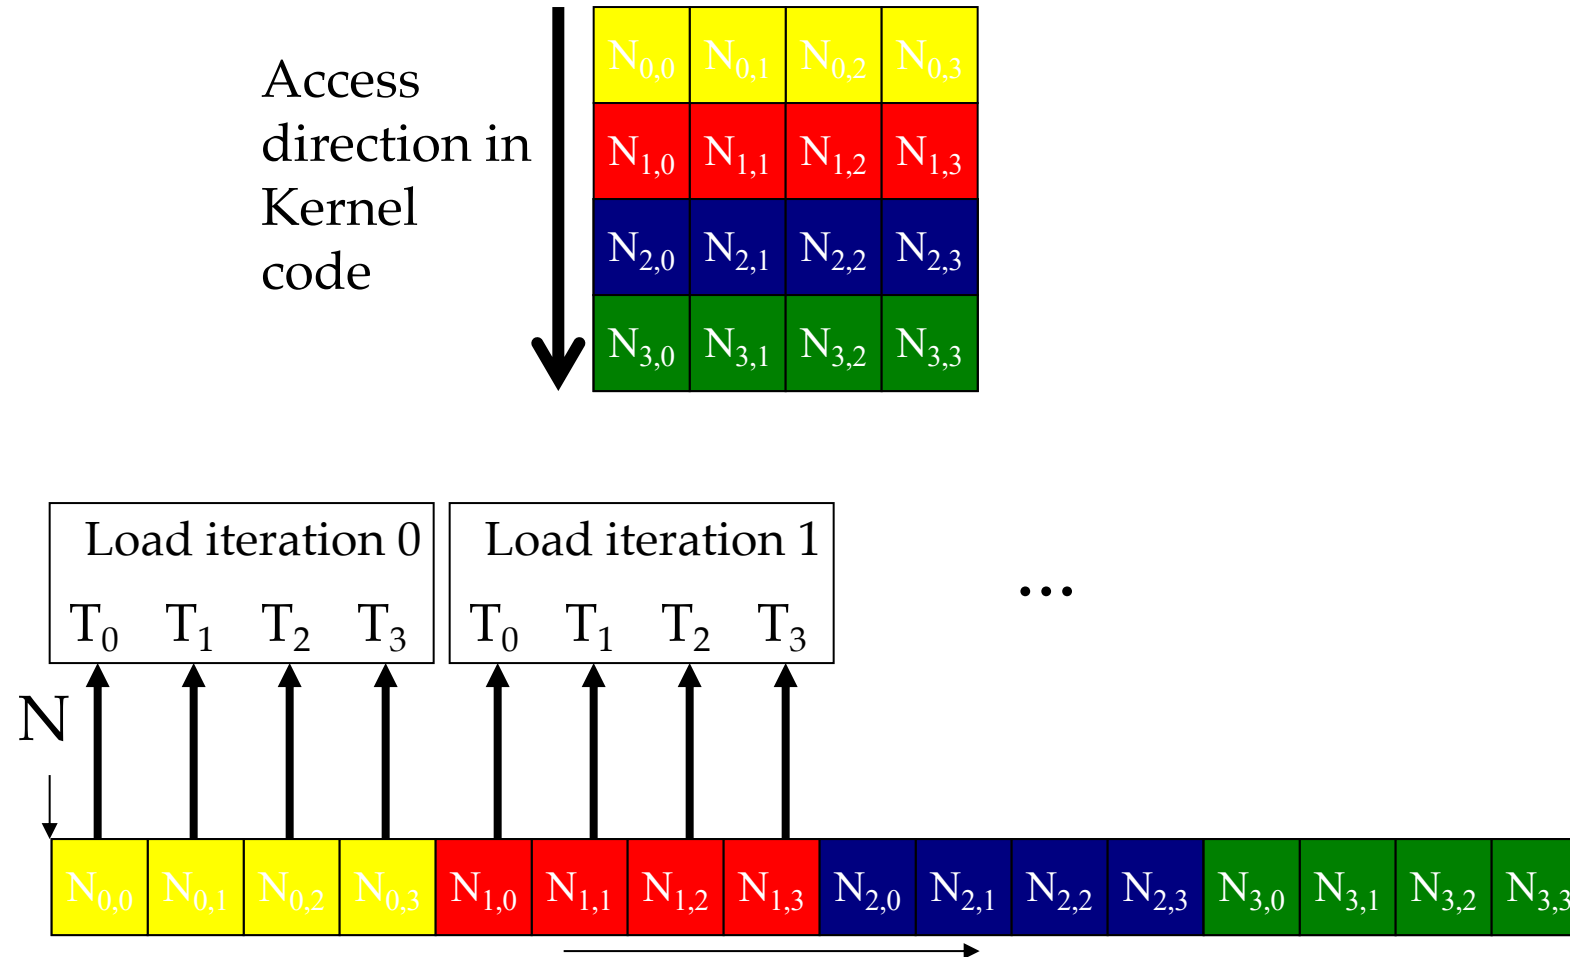 Access
direction in
Kernel
code
N0,0 N0,1 N0,2 N0,3
N1,0 N1,1 N1,2 N1,3
N2,0 N2,1 N2,2 N2,3
N3,0 N3,1 N3,2 N3,3
Load iteration 0
T0 T1 T2 T3
Load iteration 1
T0 T1 T2 T3
...
N
N0,0 N0,1 N0,2 N0,3 N1,0 N1,1 N1,2 N1,3 N2,0 N2,1 N2,2 N2,3 N3,0 N3,1 N3,2 N3,3